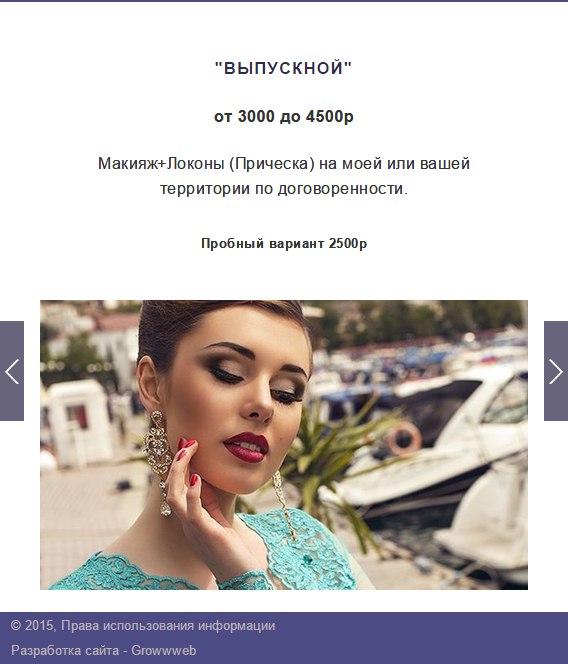 "ВЫПУСКНОЙ"
от 3000 до 4500р
Макияж+Локоны (Прическа) на моей или вашей
территории по договоренности.
Пробный вариант 2500р
© 2015, Права использования информации
Разработка сайта - Growwweb